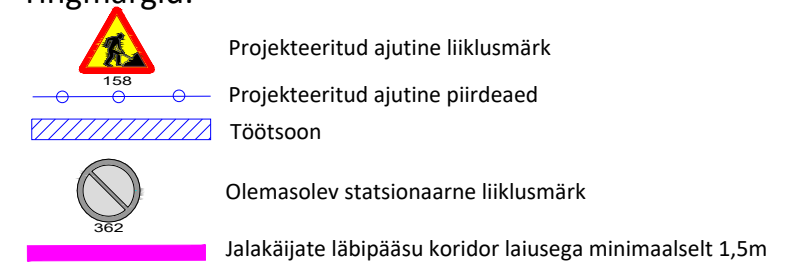 Tingmärgid:
Projekteeritud ajutine liiklusmärk
158
Projekteeritud ajutine piirdeaed
Töötsoon
Olemasolev statsionaarne liiklusmärk
362
Jalakäijate läbipääsu koridor laiusega minimaalselt 1,5m